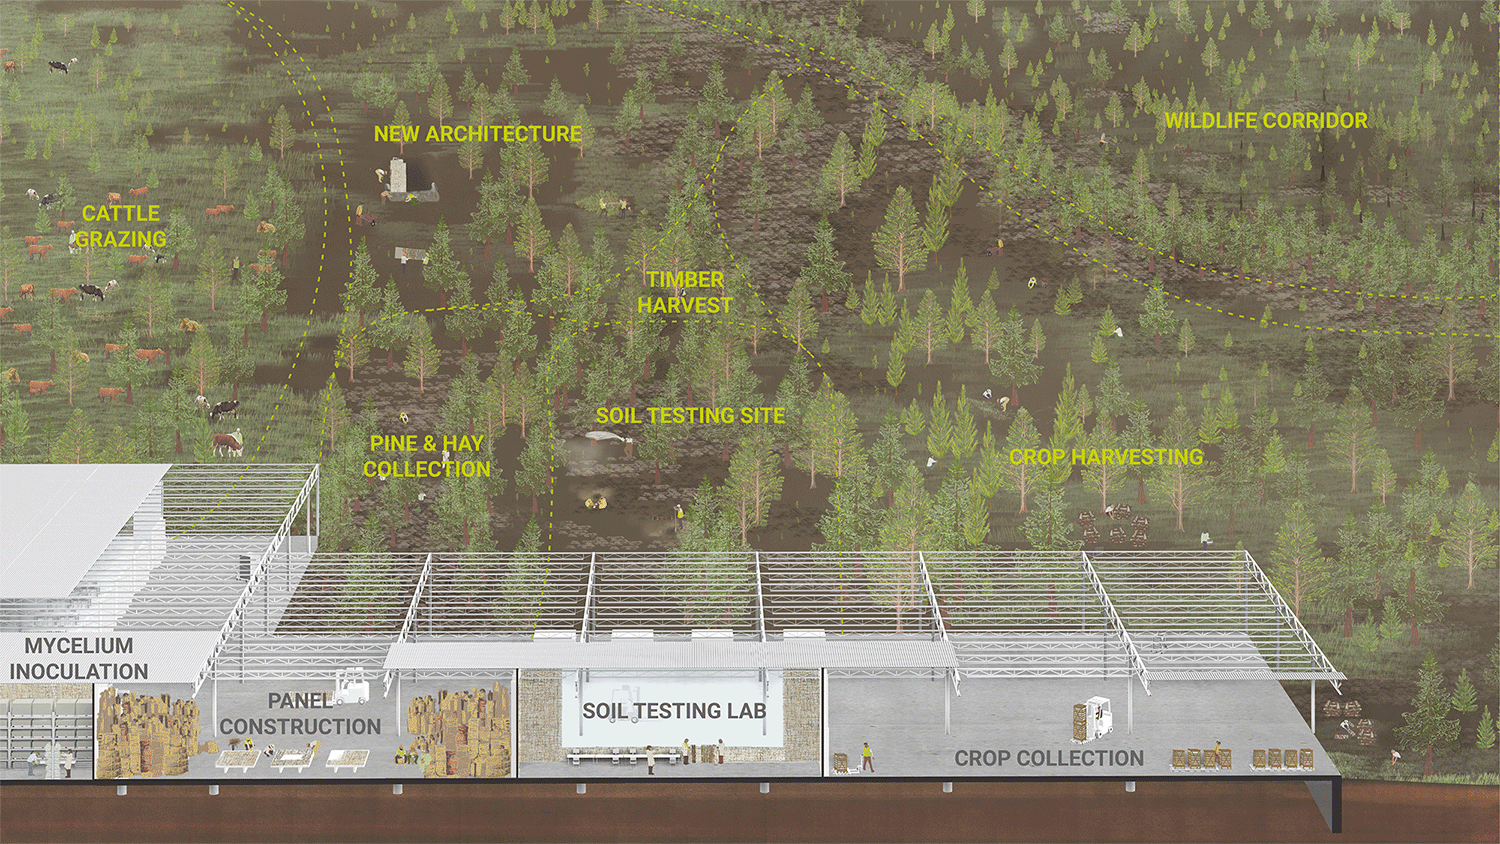 WILDLIFE CORRIDOR
NEW ARCHITECTURE
CATTLE
GRAZING
TIMBER
HARVEST
SOIL TESTING SITE
PINE & HAY
COLLECTION
CROP HARVESTING
MYCELIUM
INOCULATION
PANEL
CONSTRUCTION
SOIL TESTING LAB
CROP COLLECTION